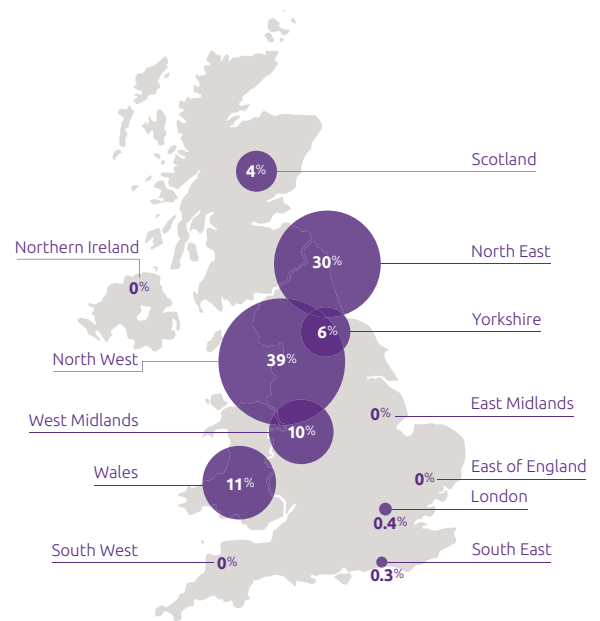 Scotland
4%
Northern Ireland
0%
North East
30%
Yorkshire
6%
North West
39%
East Midlands
0%
West Midlands
10%
East of England
0%
Wales
11%
London
0.4%
South West
0%
South East
0.3%